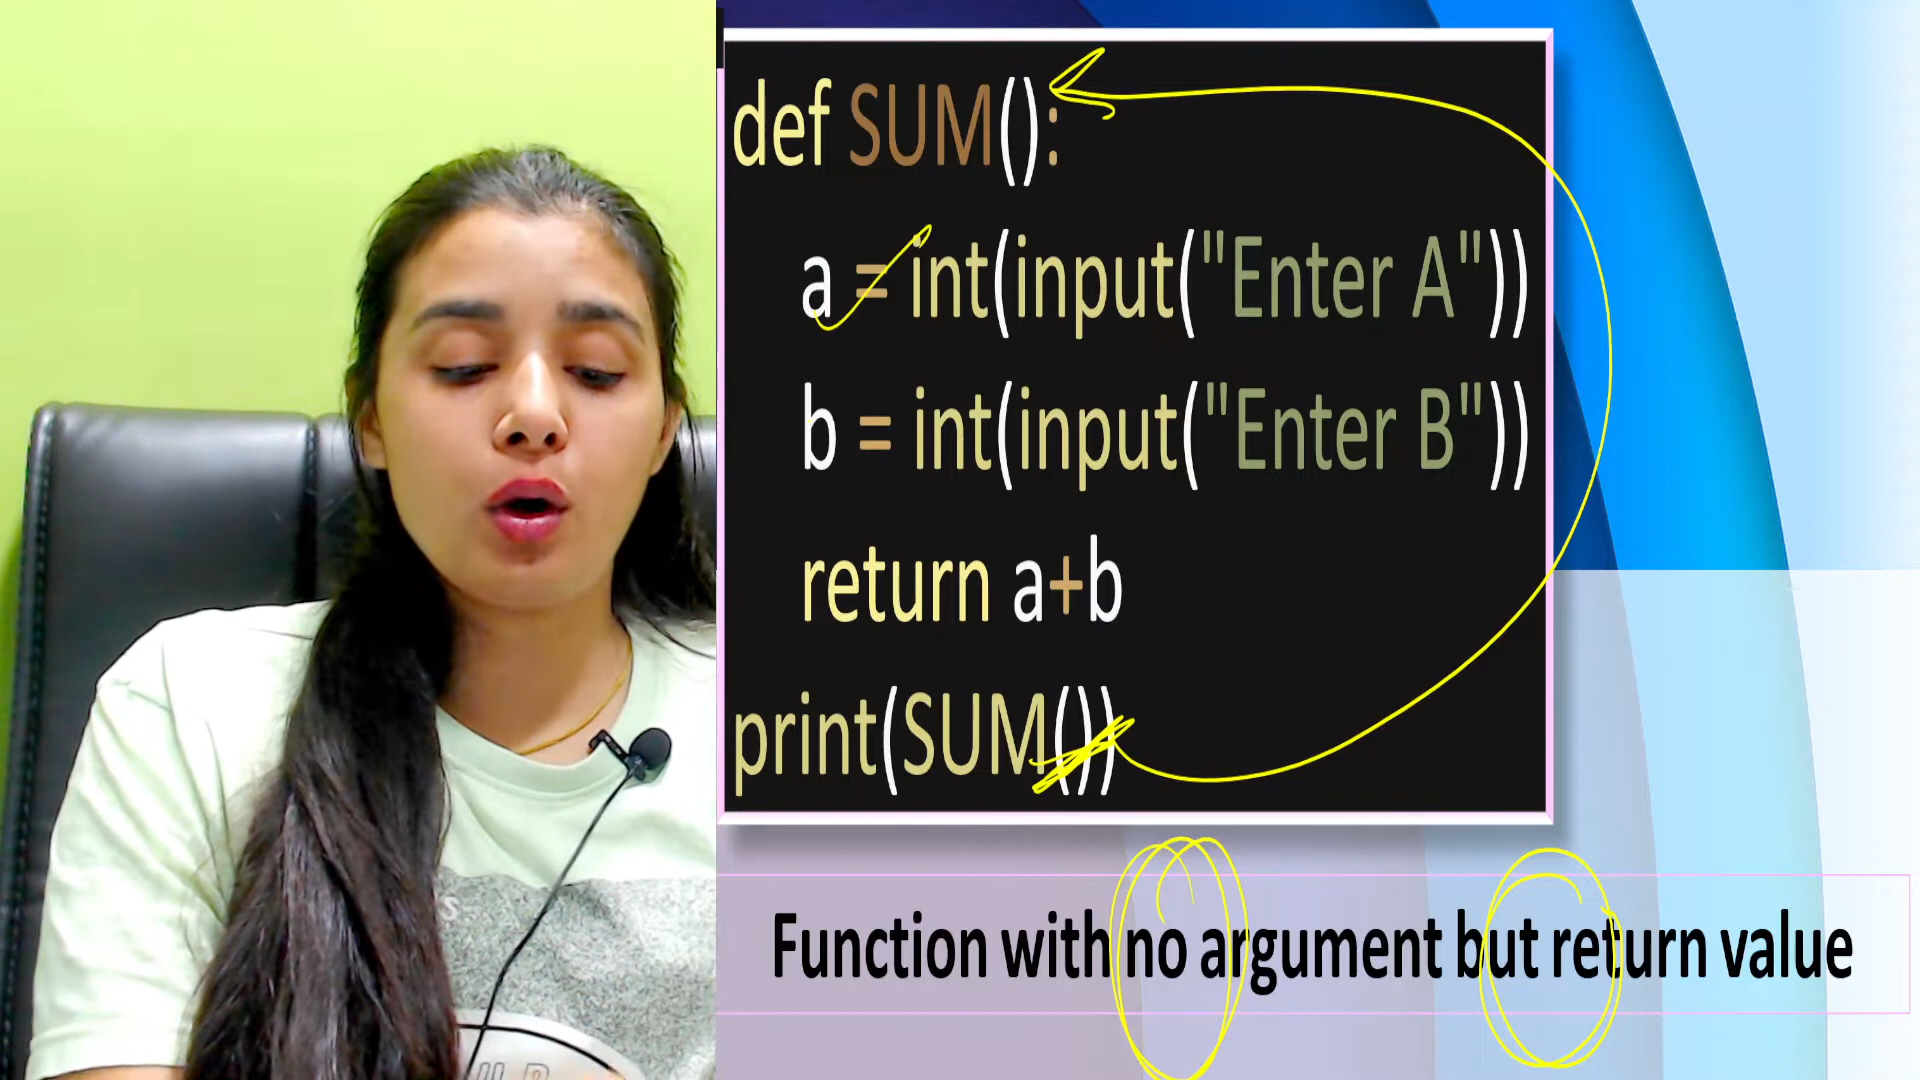 def SUM():
a = int(input("Enter A"))
b = int(input("Enter B"))
return a+b
print(SUM())
Function with no argument but return value